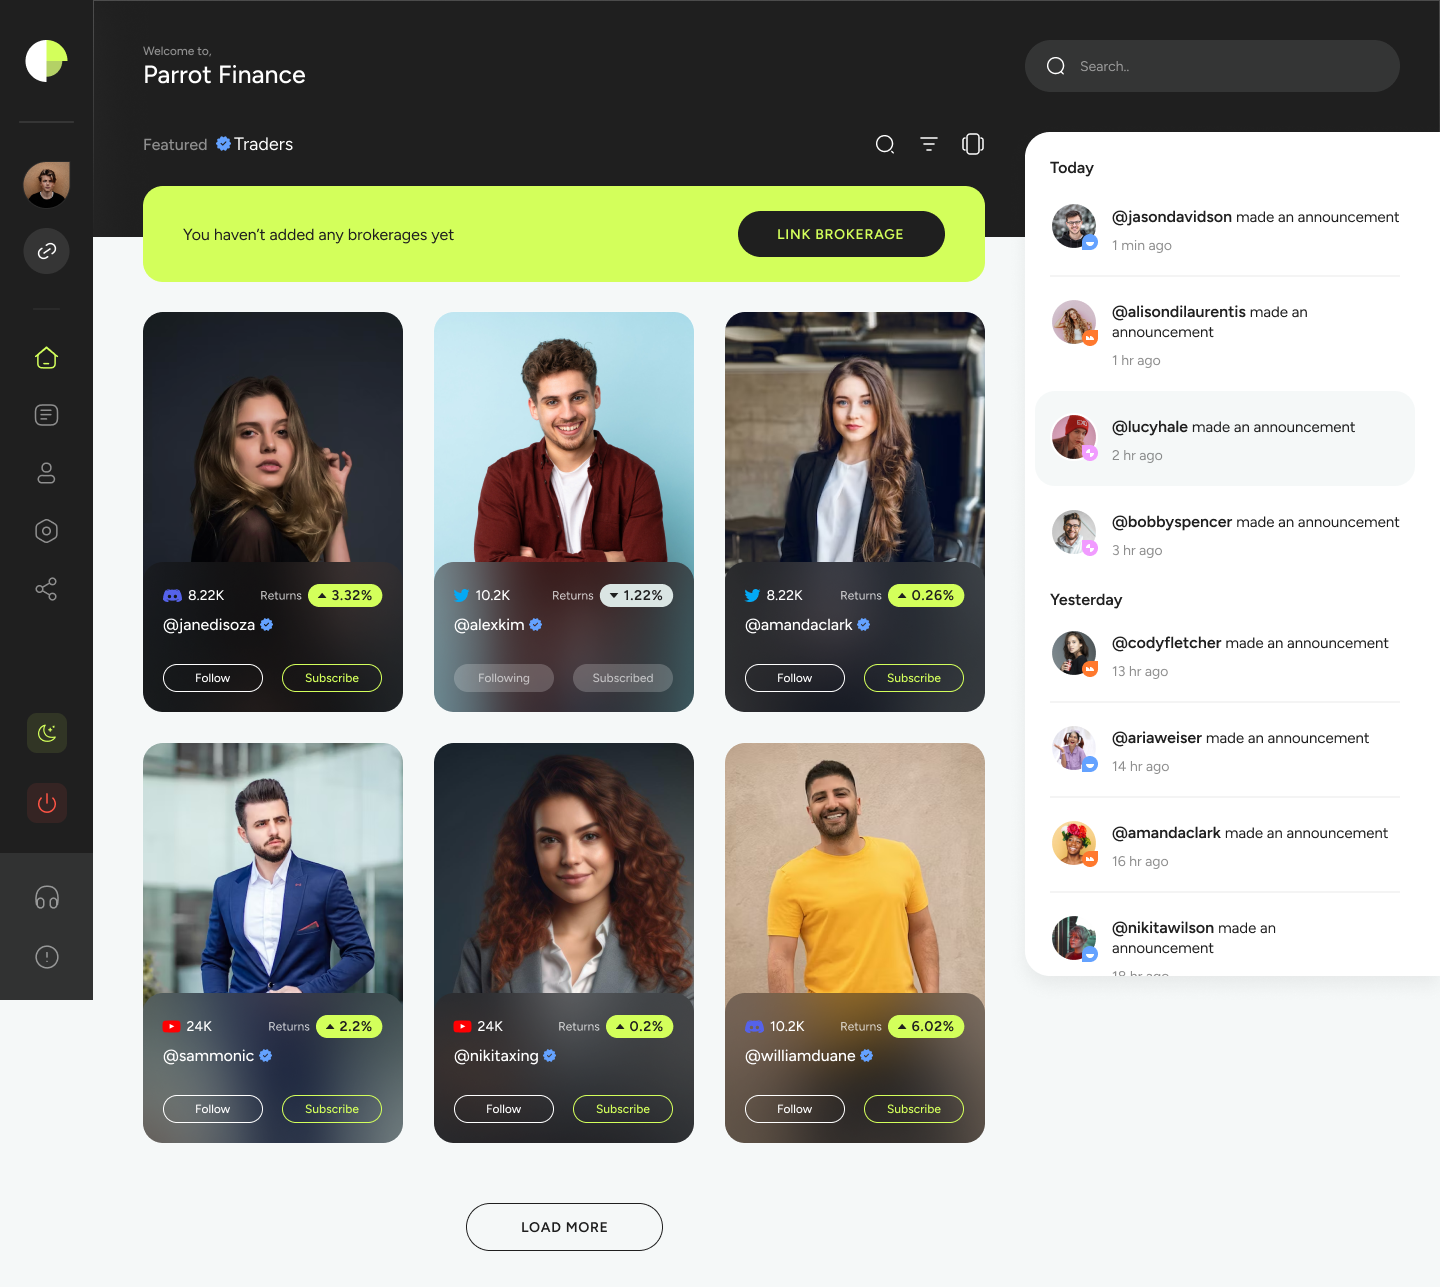 Welcome to,
Parrot Finance
Search..
Featured Traders
You haven't added any brokerages yet
LINK BROKERAGE
8.22K Returns 3.32%
@janedisoza
Follow Subscribe
10.2K Returns 1.22%
@alexkim
Following Subscribed
8.22K Returns 0.26%
@amandaclark
Follow Subscribe
24K Returns 2.2%
@sammonic
Follow Subscribe
24K Returns 0.2%
@nikitaxing
Follow Subscribe
10.2K Returns 6.02%
@williamduane
Follow Subscribe
LOAD MORE
Today
@jasondavidson made an announcement
1 min ago
@alisondilaurentis made an
announcement
1 hr ago
@lucyhale made an announcement
2 hr ago
@bobbyspencer made an announcement
3 hr ago
Yesterday
@codyfletcher made an announcement
13 hr ago
@ariaweiser made an announcement
14 hr ago
@amandaclark made an announcement
16 hr ago
@nikitawilson made an
announcement
18 hr ago